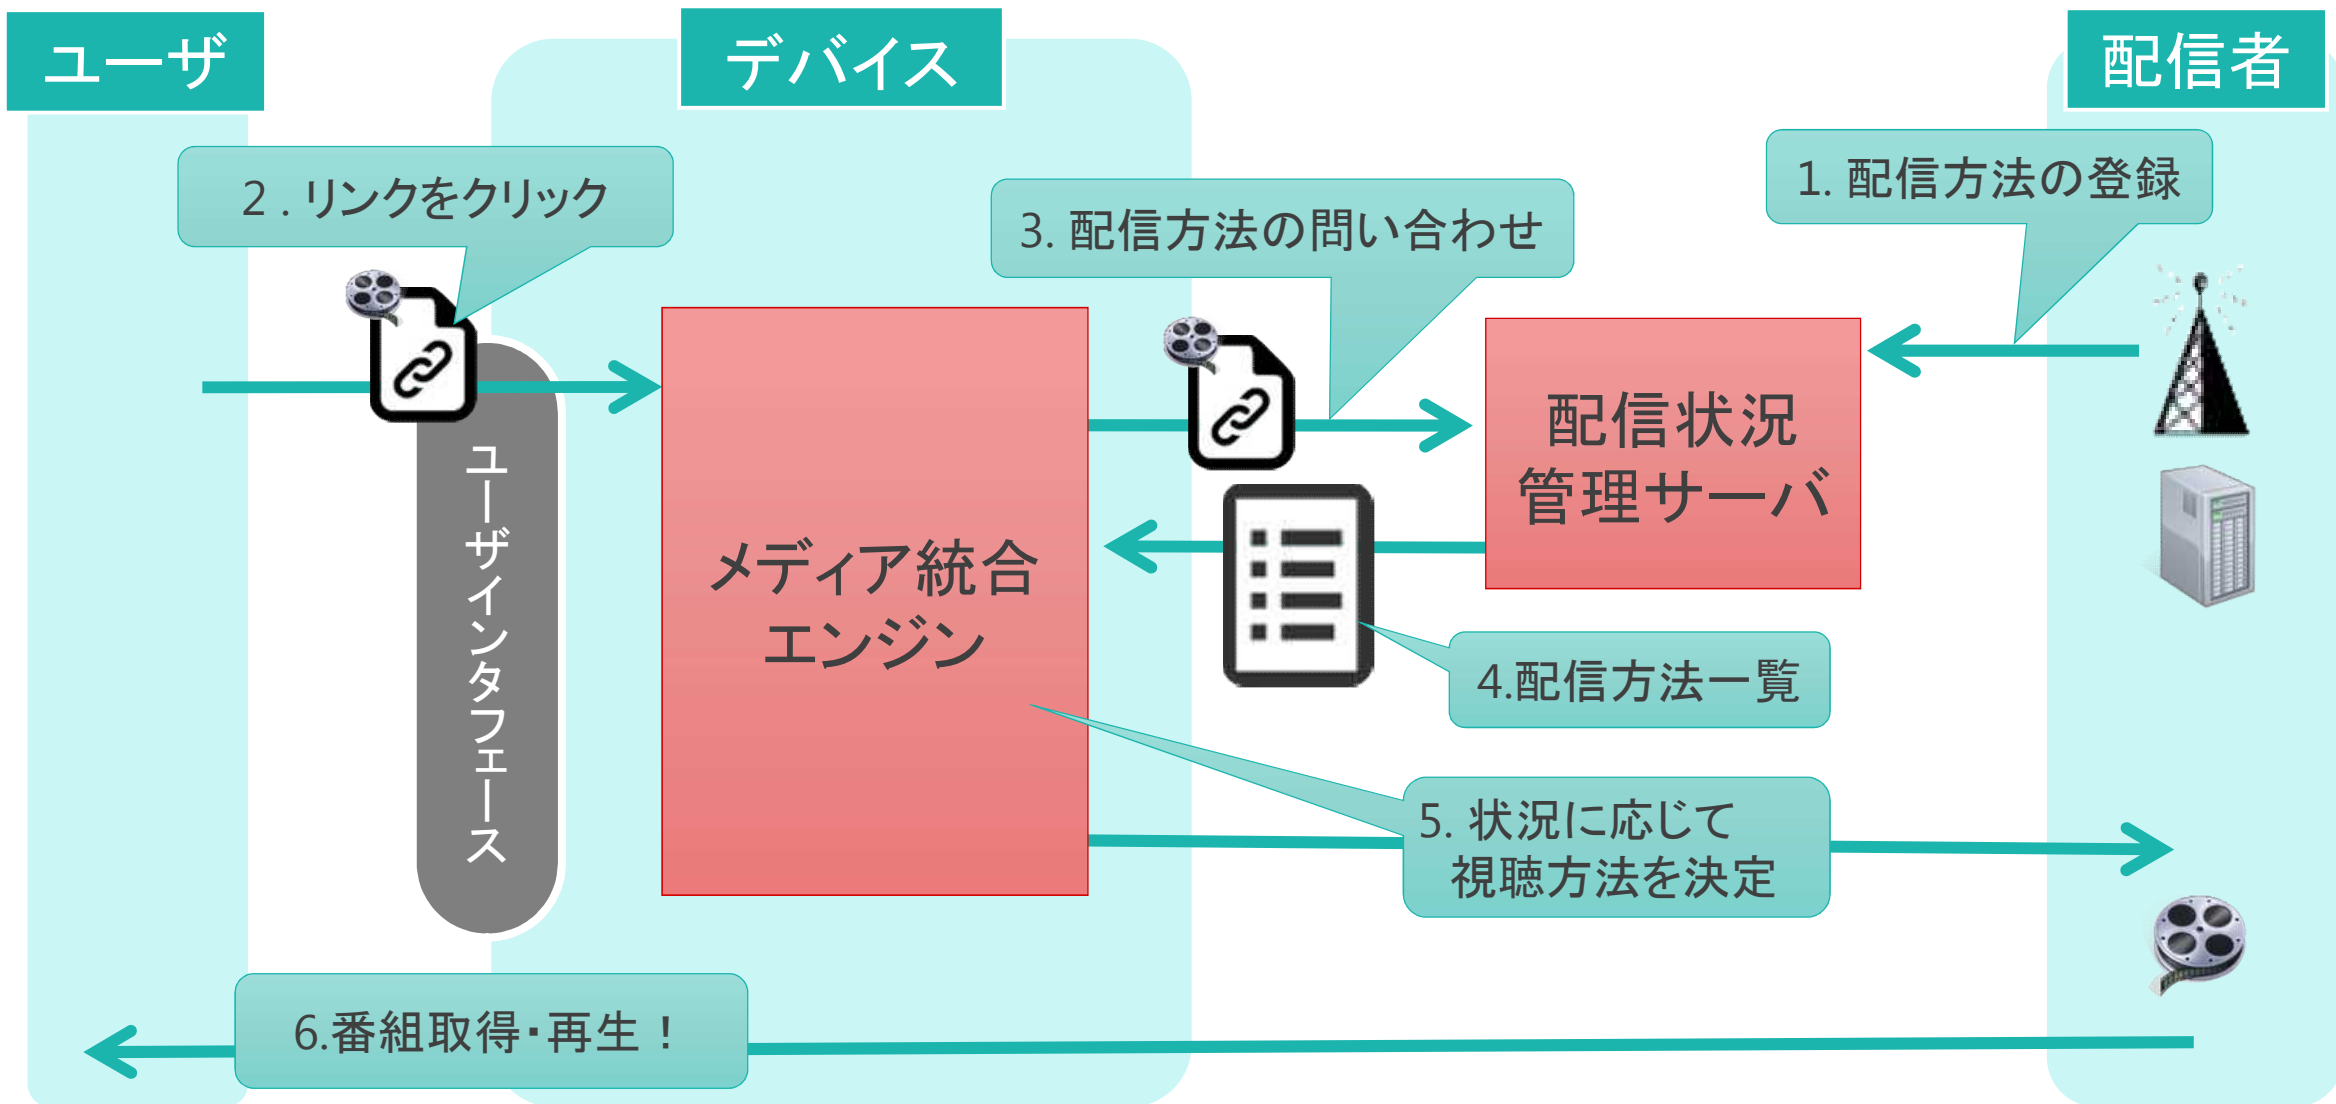 ユーザ
デバイス
配信者
1. 配信方法の登録
2 . リンクをクリック
3. 配信方法の問い合わせ
配信状況
管理サーバ
ユーザインタフェース
メディア統合
エンジン
4.配信方法一覧
5. 状況に応じて
視聴方法を決定
6.番組取得・再生！